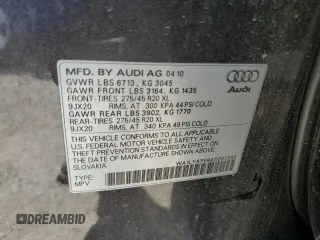 MFD. BY AUDI AG 04 10
GVWR LBS 6713 , KG 3045
GAWR FRONT LBS 3164, KG 1435
FRONT-TIRES 275/45 R20 XL
9JX20 RIMS, AT 300 KPA 44 PSI COLD
GAWR REAR LBS 3902, KG 1770
REAR-TIRES 275/45 R20 XL
9JX20 RIMS, AT 340 KPA 49 PSI COLD
Audi
THIS VEHICLE CONFORMS TO ALL
APPLICABLE FEDERAL MOTOR
VEHICLE SAFETY STANDARDS IN
EFFECT ON THE DATE OF
MANUFACTURE SHOWN ABOVE.
SLOVAKIA
TYPE:
MPV
DREAMBID